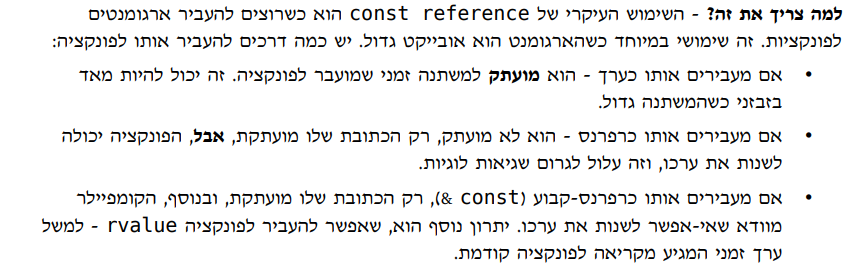 למה צריך את זה? - השימוש העיקרי של const reference הוא כשרוצים להעביר ארגומנטים
לפונקציות. זה שימושי במיוחד כשהארגומנט הוא אובייקט גדול. יש כמה דרכים להעביר אותו לפונקציה:
• אם מעבירים אותו כערך - הוא מועתק למשתנה זמני שמועבר לפונקציה. זה יכול להיות מאד
בזבזני כשהמשתנה גדול.
• אם מעבירים אותו כרפרנס - הוא לא מועתק, רק הכתובת שלו מועתקת, אבל, הפונקציה יכולה
לשנות את ערכו, וזה עלול לגרום שגיאות לוגיות.
• אם מעבירים אותו כרפרנס-קבוע (const &), רק הכתובת שלו מועתקת, ובנוסף, הקומפיילר
מוודא שאי-אפשר לשנות את ערכו. יתרון נוסף הוא, שאפשר להעביר לפונקציה rvalue - למשל
ערך זמני המגיע מקריאה לפונקציה קודמת.